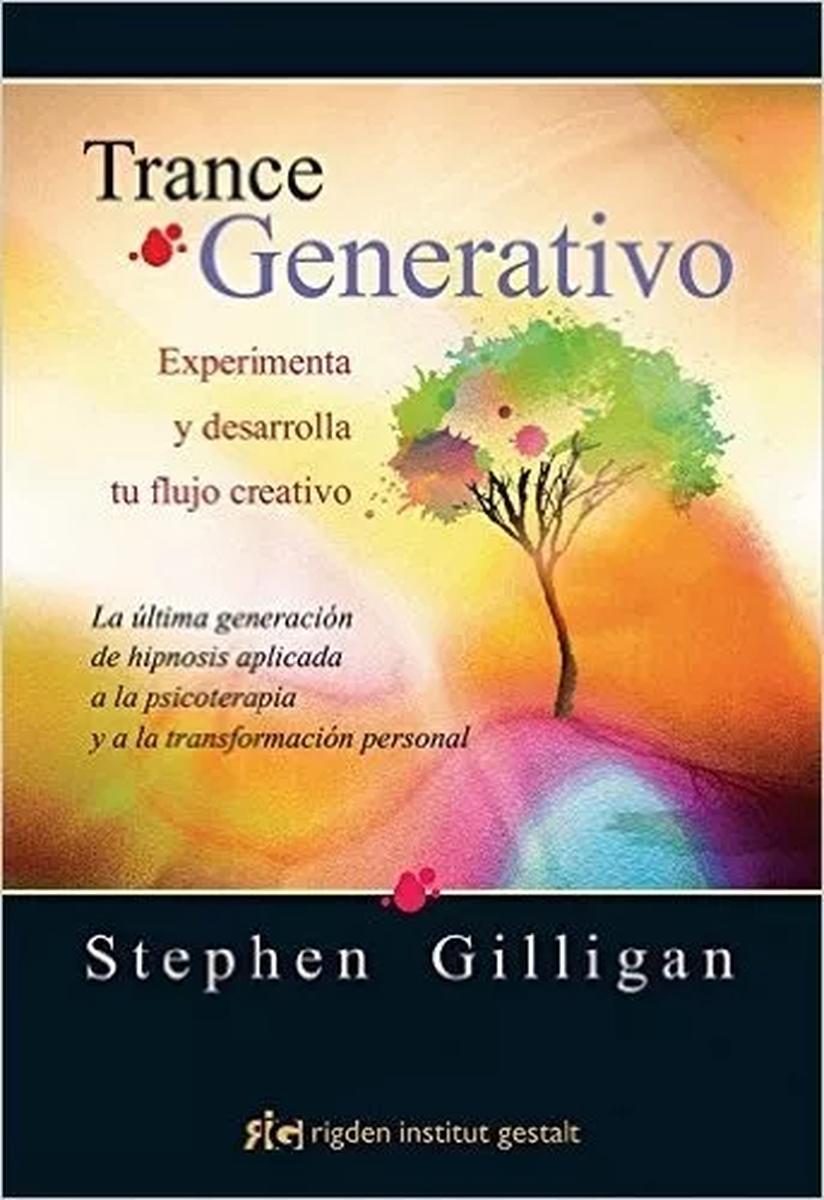 Trance
Generativo
Experimenta
y desarrolla
tu flujo creativo
La última generación
de hipnosis aplicada
a la psicoterapia
y a la transformación personal
Stephen Gilligan
RiG rigden institut gestalt